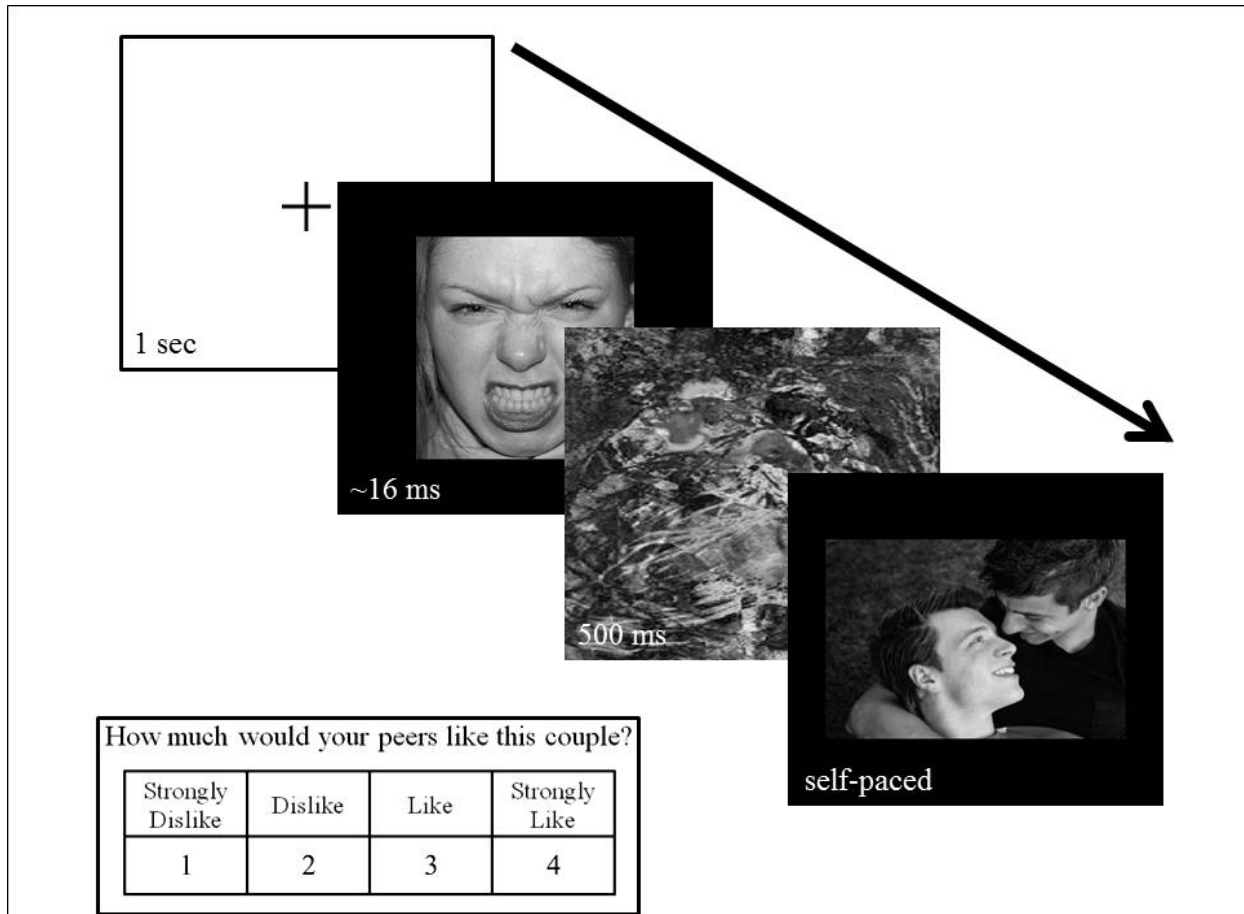 1 sec
~16 ms
500 ms
self-paced
How much would your peers like this couple?
Strongly Dislike Dislike Like Strongly Like
1 2 3 4